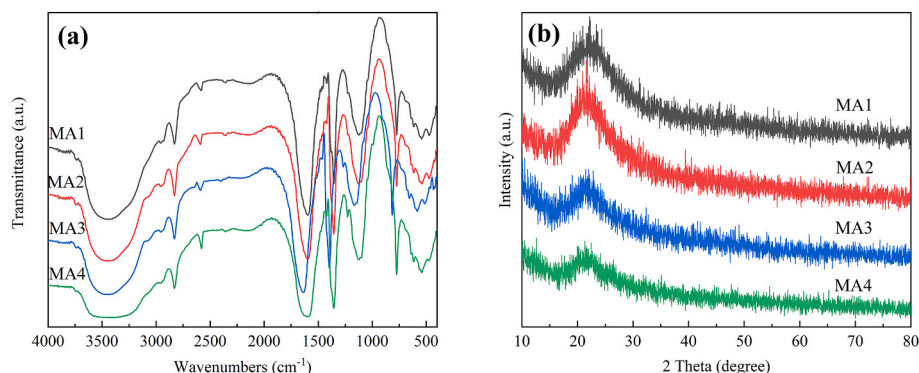 (a)
Transmittance (a.u.)
MA1
MA2
MA3
MA4
4000 3500 3000 2500 2000 1500 1000 500
Wavenumbers (cm⁻¹)
(b)
Intensity (a.u.)
MA1
MA2
MA3
MA4
10 20 30 40 50 60 70 80
2 Theta (degree)